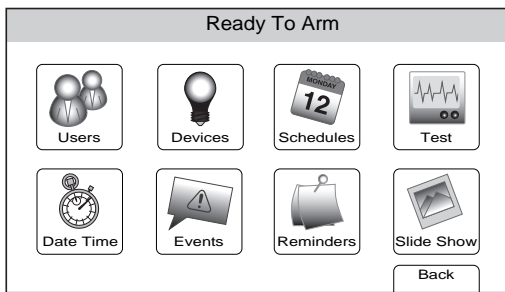 Ready To Arm
MONDAY
12
Users
Devices
Schedules
Test
Date Time
Events
Reminders
Slide Show
Back